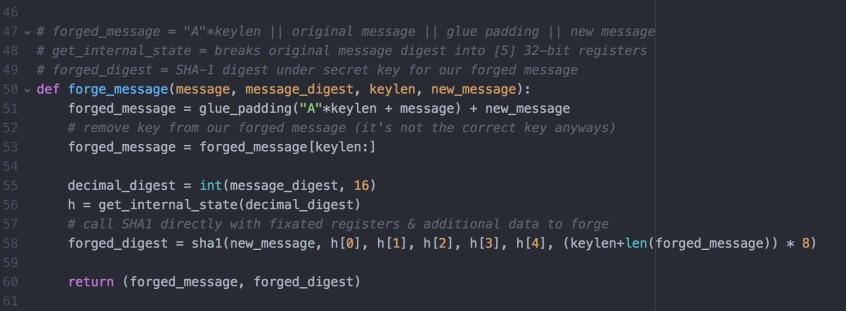 46
47 # forged_message = "A"*keylen || original message || glue padding || new message
48 # get_internal_state = breaks original message digest into [5] 32-bit registers
49 # forged_digest = SHA-1 digest under secret key for our forged message
50 def forge_message(message, message_digest, keylen, new_message):
51     forged_message = glue_padding("A"*keylen + message) + new_message
52     # remove key from our forged message (it's not the correct key anyways)
53     forged_message = forged_message[keylen:]
54
55     decimal_digest = int(message_digest, 16)
56     h = get_internal_state(decimal_digest)
57     # call SHA1 directly with fixated registers & additional data to forge
58     forged_digest = sha1(new_message, h[0], h[1], h[2], h[3], h[4], (keylen+len(forged_message)) * 8)
59
60     return (forged_message, forged_digest)
61